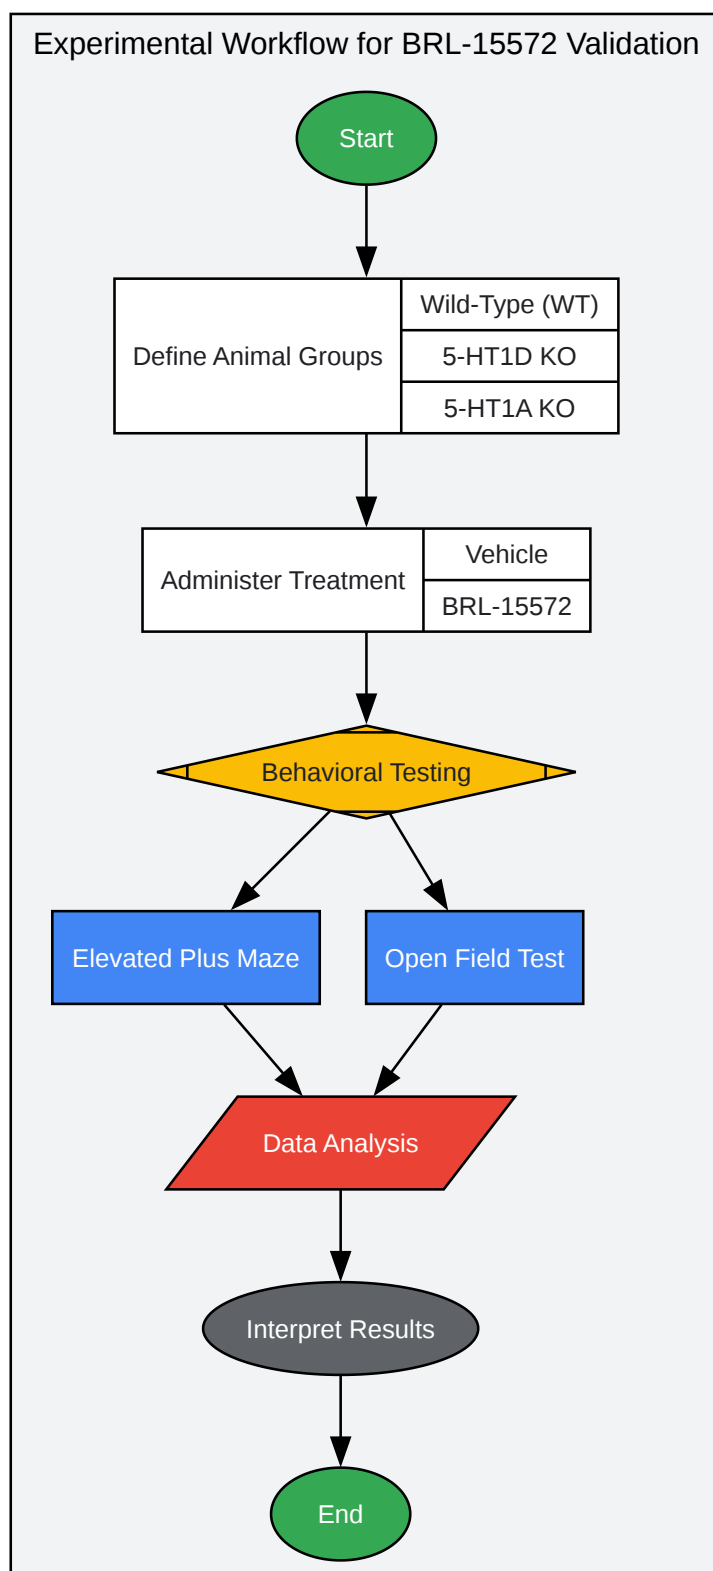 Experimental Workflow for BRL-15572 Validation
Start
Define Animal Groups
Wild-Type (WT)
5-HT1D KO
5-HT1A KO
Administer Treatment
Vehicle
BRL-15572
Behavioral Testing
Elevated Plus Maze
Open Field Test
Data Analysis
Interpret Results
End